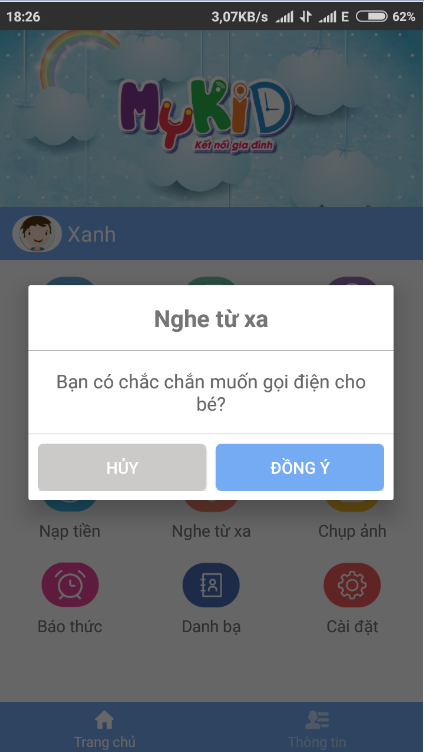 18:26
3,07KB/s
E
62%
MyKiD
Kết nối gia đình
Xanh
Nghe từ xa
Bạn có chắc chắn muốn gọi điện cho
bé?
HỦY
ĐỒNG Ý
Nạp tiền
Nghe từ xa
Chụp ảnh
Báo thức
Danh bạ
Cài đặt
Trang chủ
Thông tin